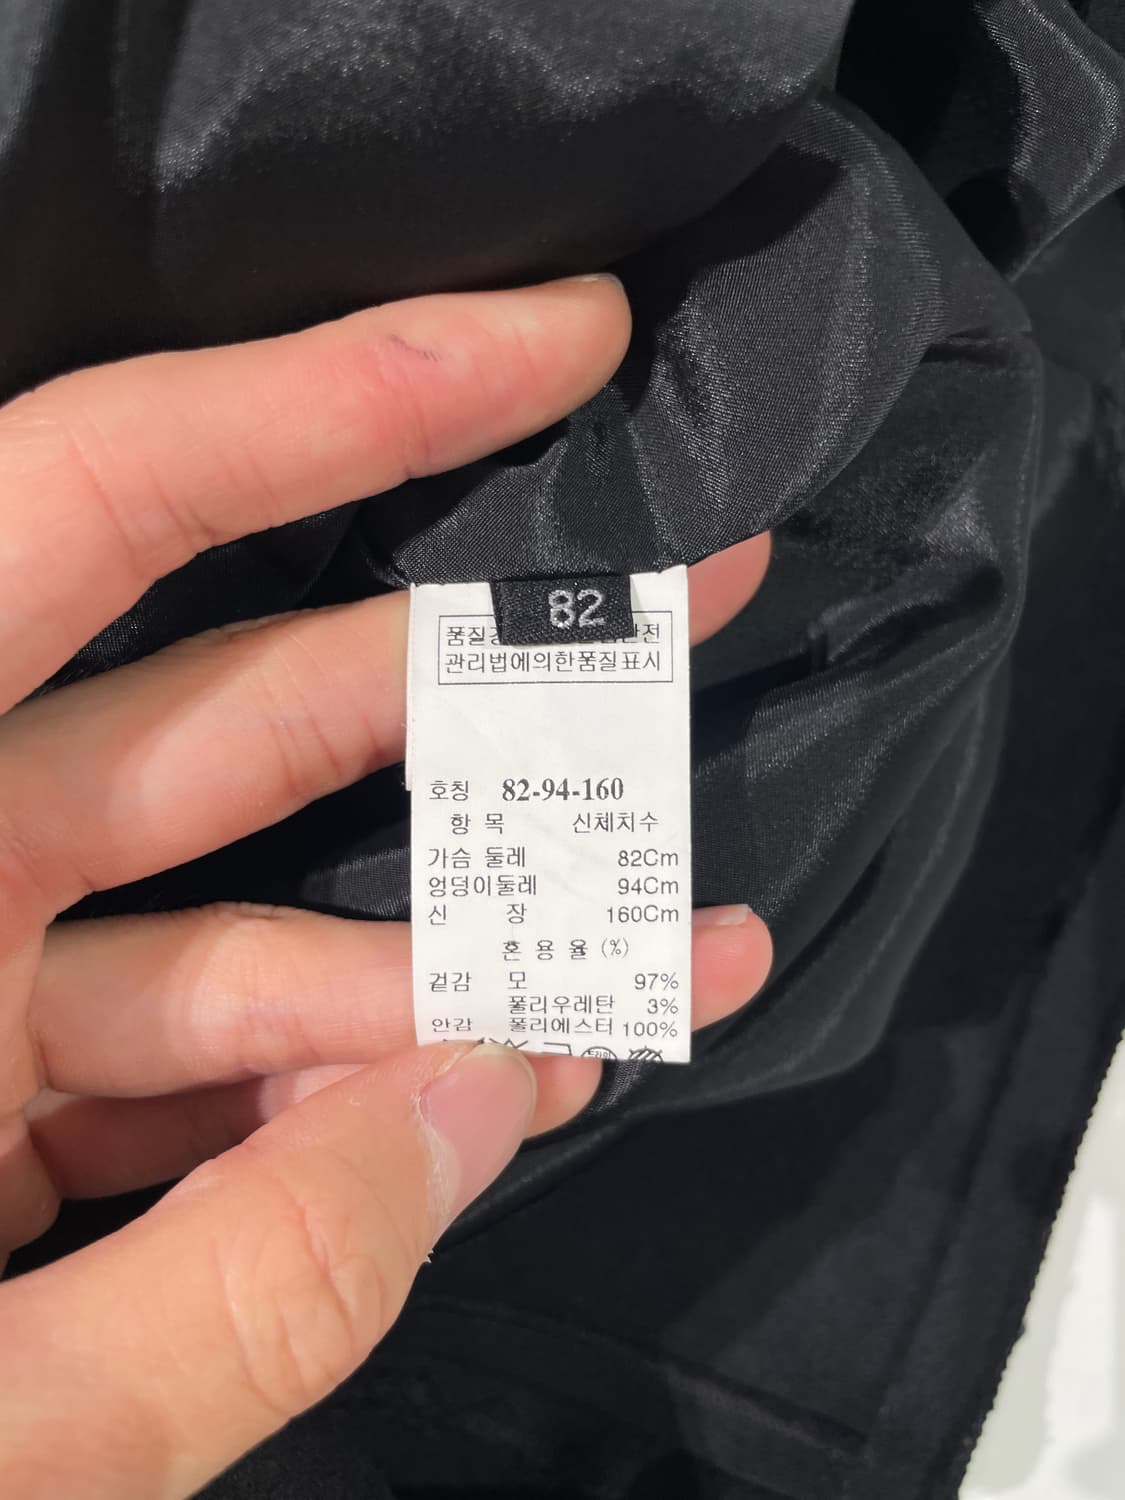 82
품질 안전
관리법에의한품질표시
호칭 82-94-160
항 목 신체치수
가슴 둘레 82Cm
엉덩이둘레 94Cm
신 장 160Cm
혼 용 율 (%)
겉감 모 97%
폴리우레탄 3%
안감 폴리에스터 100%